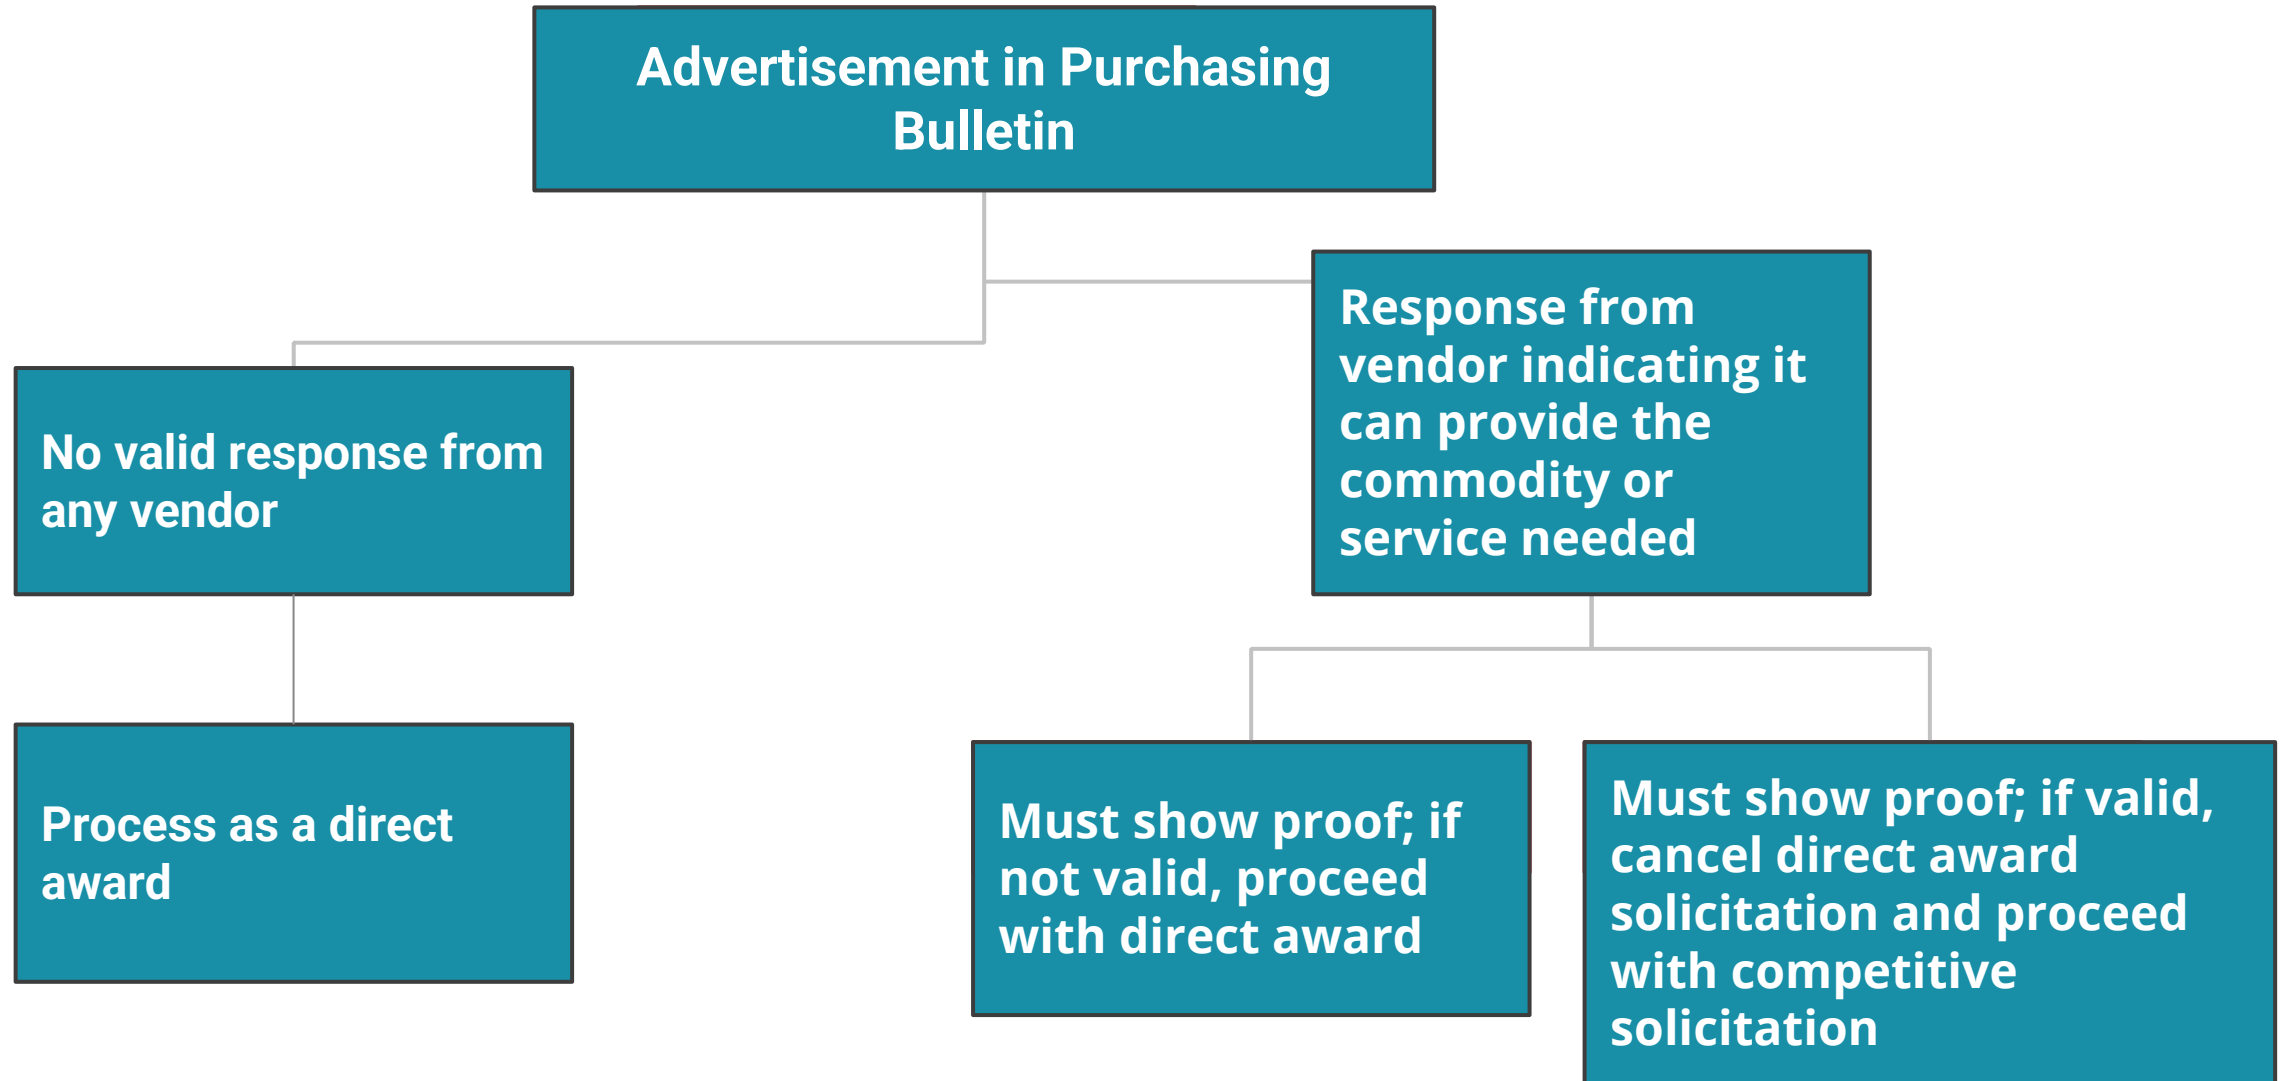 Advertisement in Purchasing
Bulletin
Response from
vendor indicating it
can provide the
commodity or
service needed
No valid response from
any vendor
Process as a direct
award
Must show proof; if
not valid, proceed
with direct award
Must show proof; if valid,
cancel direct award
solicitation and proceed
with competitive
solicitation